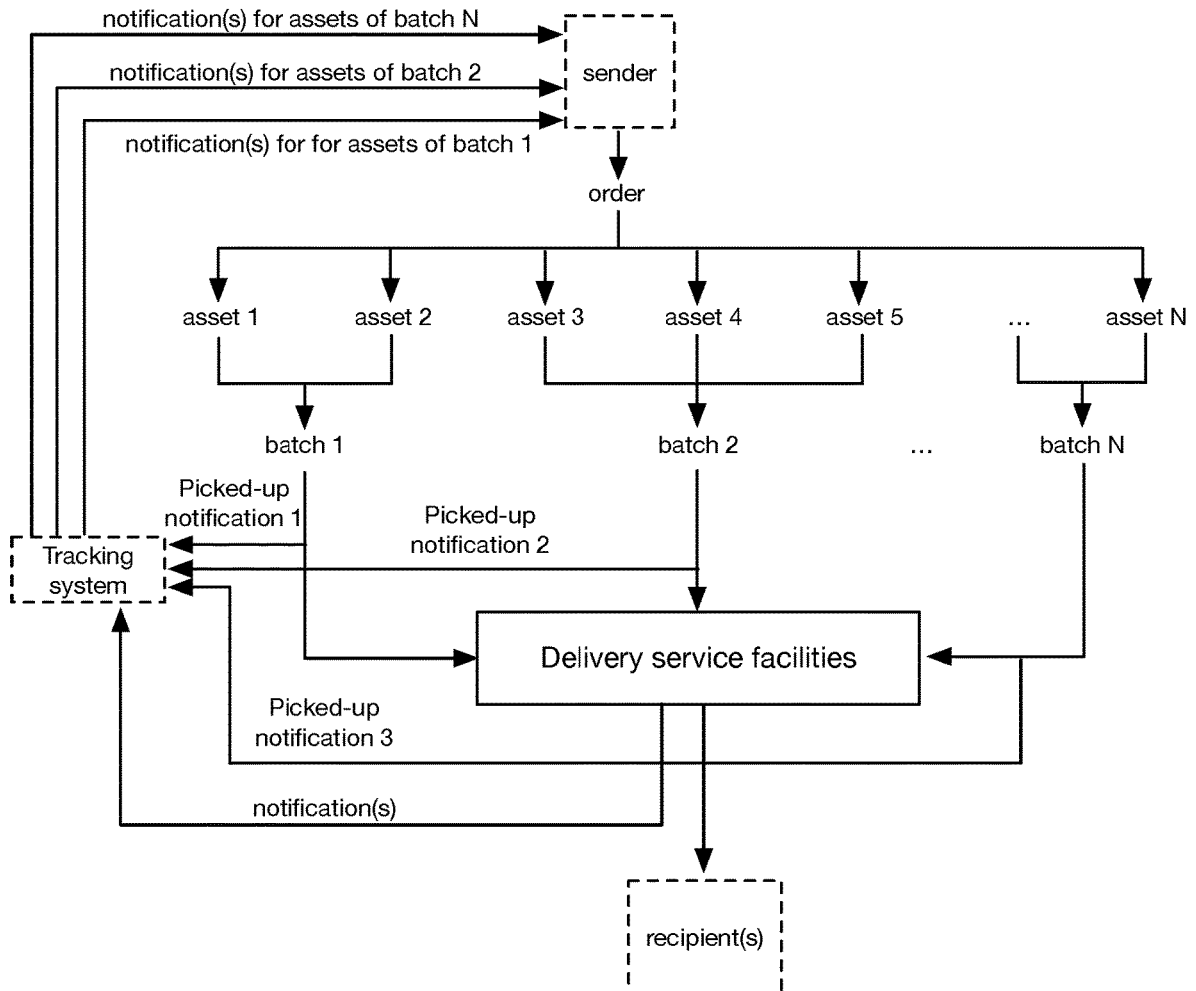 notification(s) for assets of batch N
sender
notification(s) for assets of batch 2
notification(s) for for assets of batch 1
order
asset 1
asset 2
asset 3
asset 4
asset 5
...
asset N
batch 1
batch 2
...
batch N
Picked-up
notification 1
Picked-up
notification 2
Tracking
system
Delivery service facilities
Picked-up
notification 3
notification(s)
recipient(s)